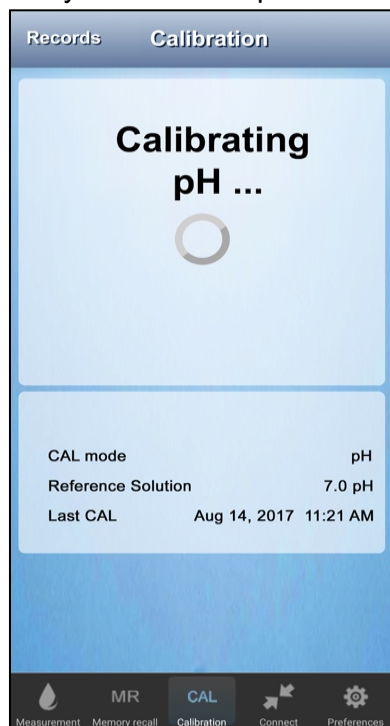 Records Calibration
Calibrating
pH ...
CAL mode pH
Reference Solution 7.0 pH
Last CAL Aug 14, 2017 11:21 AM
MR CAL
Measurement Memory recall Calibration Connect Preferences